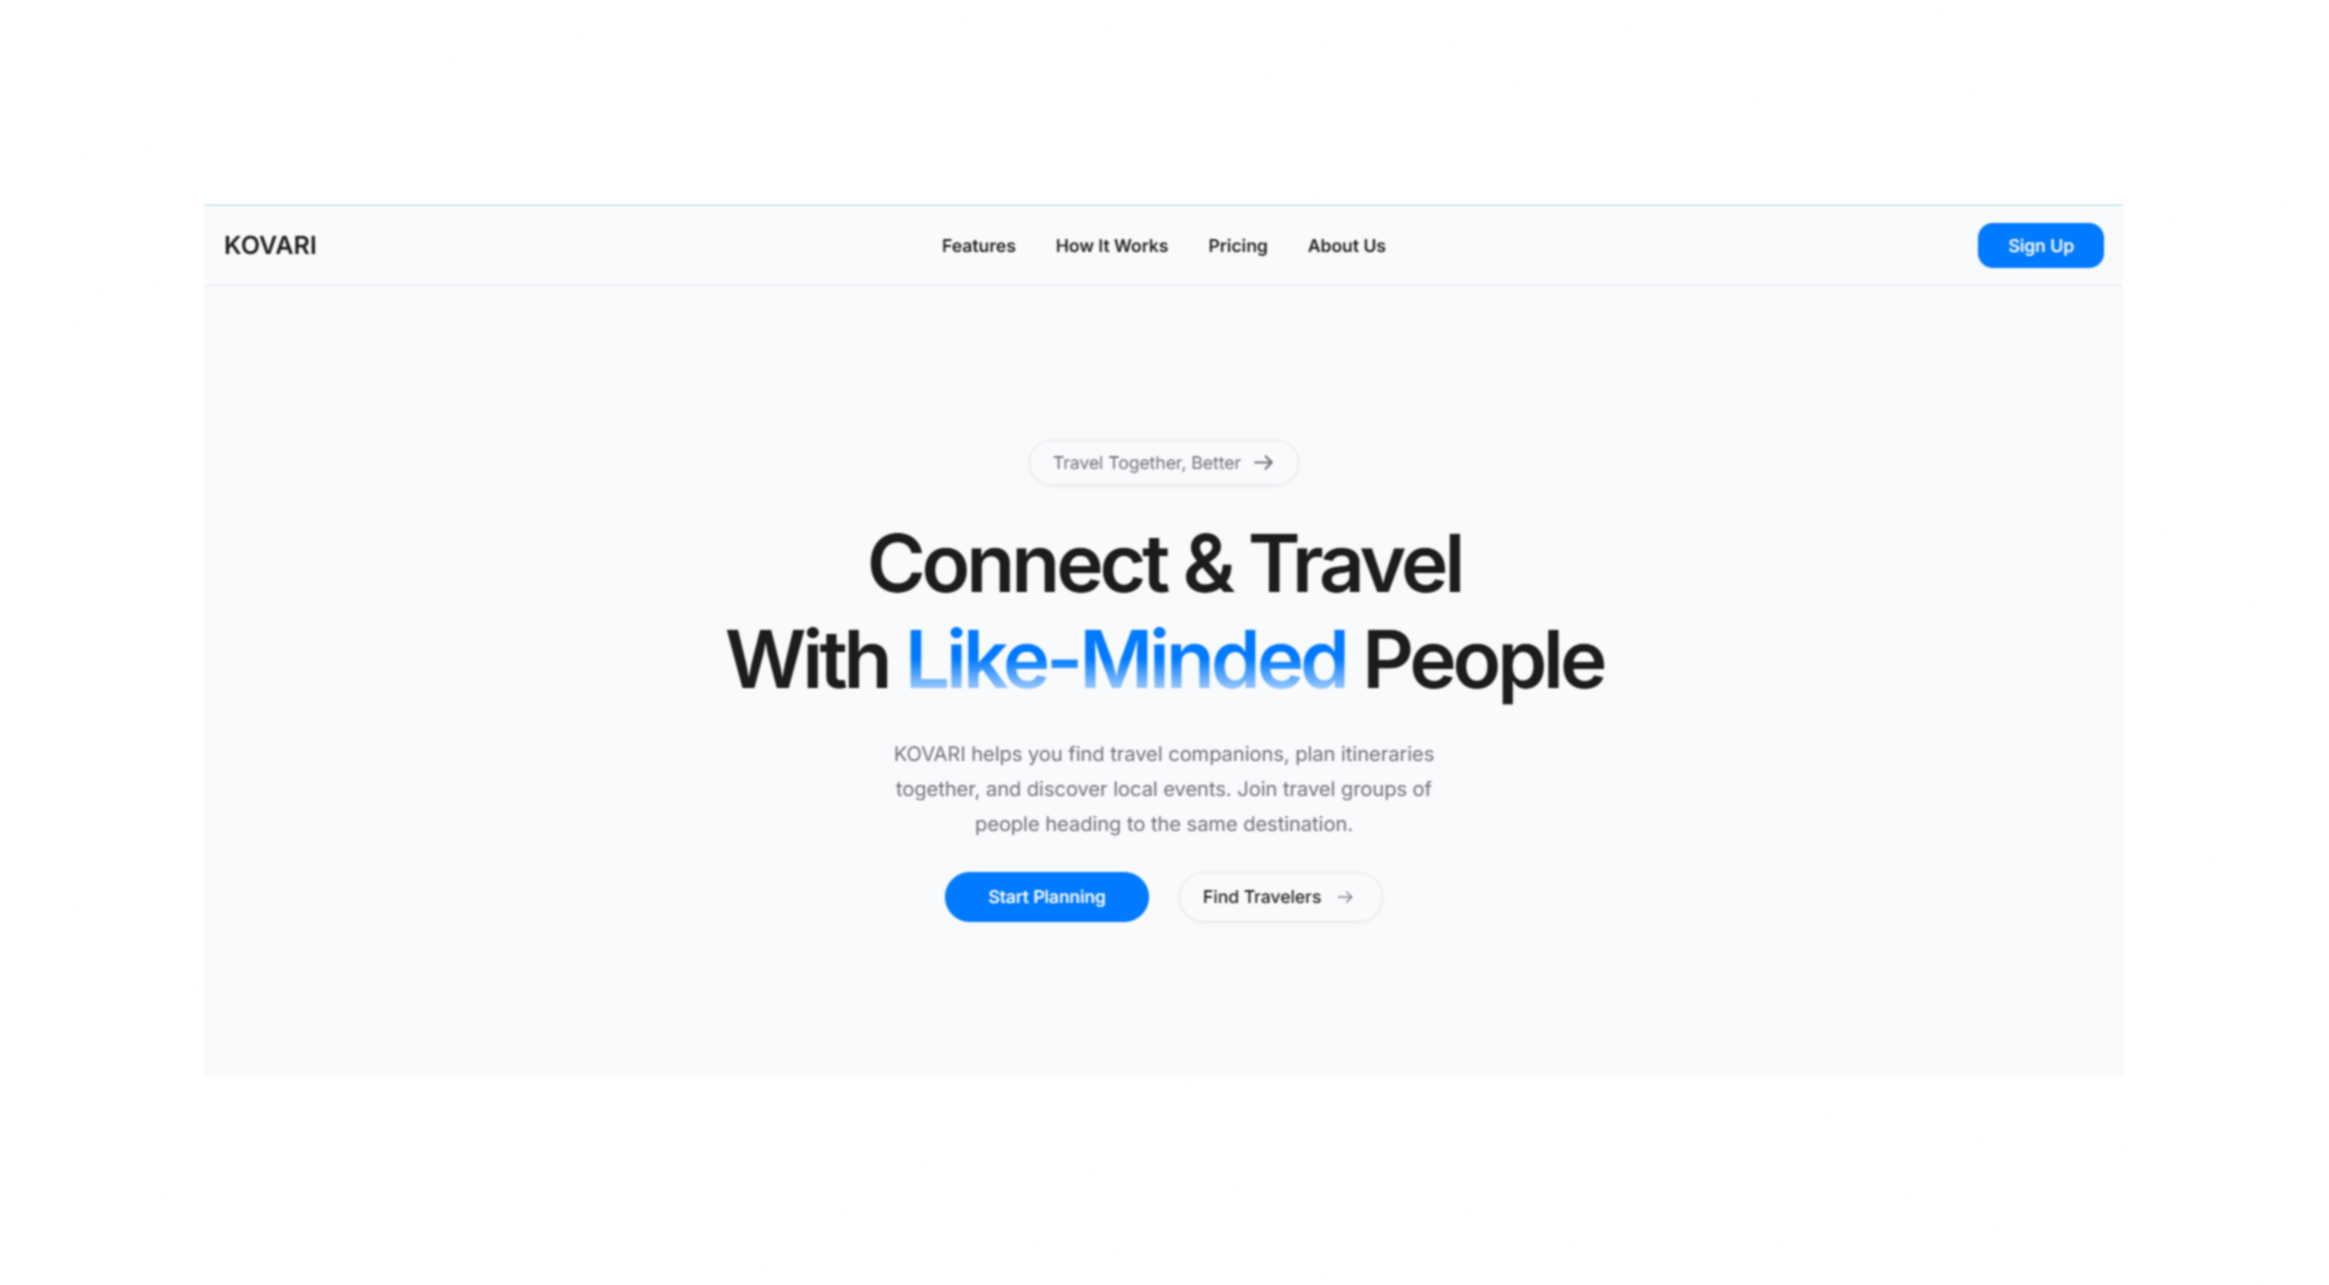 KOVARI
Features
How It Works
Pricing
About Us
Sign Up
Travel Together, Better →
Connect & Travel
With Like-Minded People
KOVARI helps you find travel companions, plan itineraries
together, and discover local events. Join travel groups of
people heading to the same destination.
Start Planning
Find Travelers →